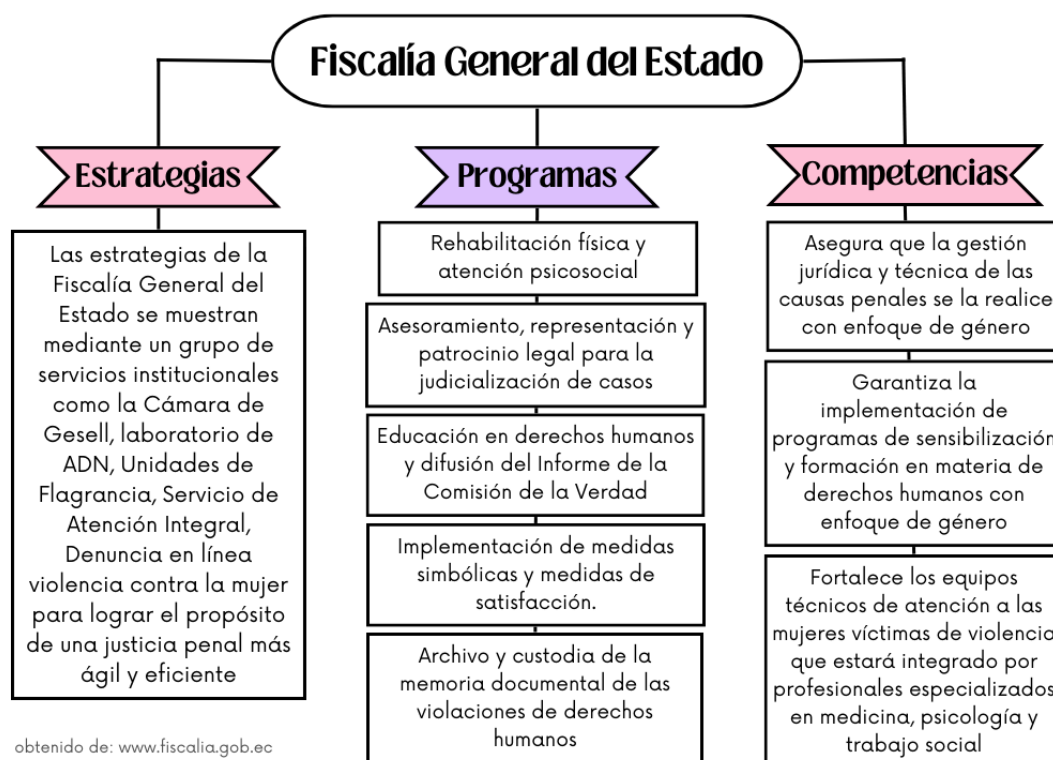 Fiscalía General del Estado
Estrategias
Las estrategias de la
Fiscalía General del
Estado se muestran
mediante un grupo de
servicios institucionales
como la Cámara de
Gesell, laboratorio de
ADN, Unidades de
Flagrancia, Servicio de
Atención Integral,
Denuncia en línea
violencia contra la mujer
para lograr el propósito
de una justicia penal más
ágil y eficiente
Programas
Rehabilitación física y
atención psicosocial
Asesoramiento, representación y
patrocinio legal para la
judicialización de casos
Educación en derechos humanos
y difusión del Informe de la
Comisión de la Verdad
Implementación de medidas
simbólicas y medidas de
satisfacción.
Archivo y custodia de la
memoria documental de las
violaciones de derechos
humanos
Competencias
Asegura que la gestión
jurídica y técnica de las
causas penales se la realice
con enfoque de género
Garantiza la
implementación de
programas de sensibilización
y formación en materia de
derechos humanos con
enfoque de género
Fortalece los equipos
técnicos de atención a las
mujeres víctimas de violencia
que estará integrado por
profesionales especializados
en medicina, psicología y
trabajo social
obtenido de: www.fiscalia.gob.ec